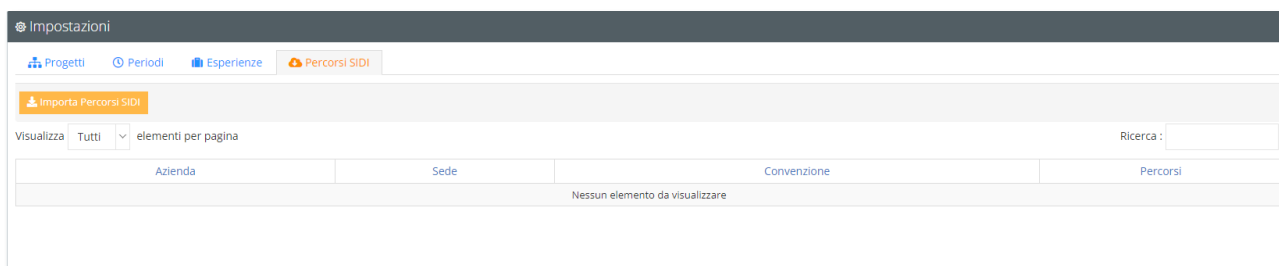 Impostazioni
Progetti Periodi Esperienze Percorsi SIDI
Importa Percorsi SIDI
Visualizza Tutti elementi per pagina Ricerca :
Azienda Sede Convenzione Percorsi
Nessun elemento da visualizzare